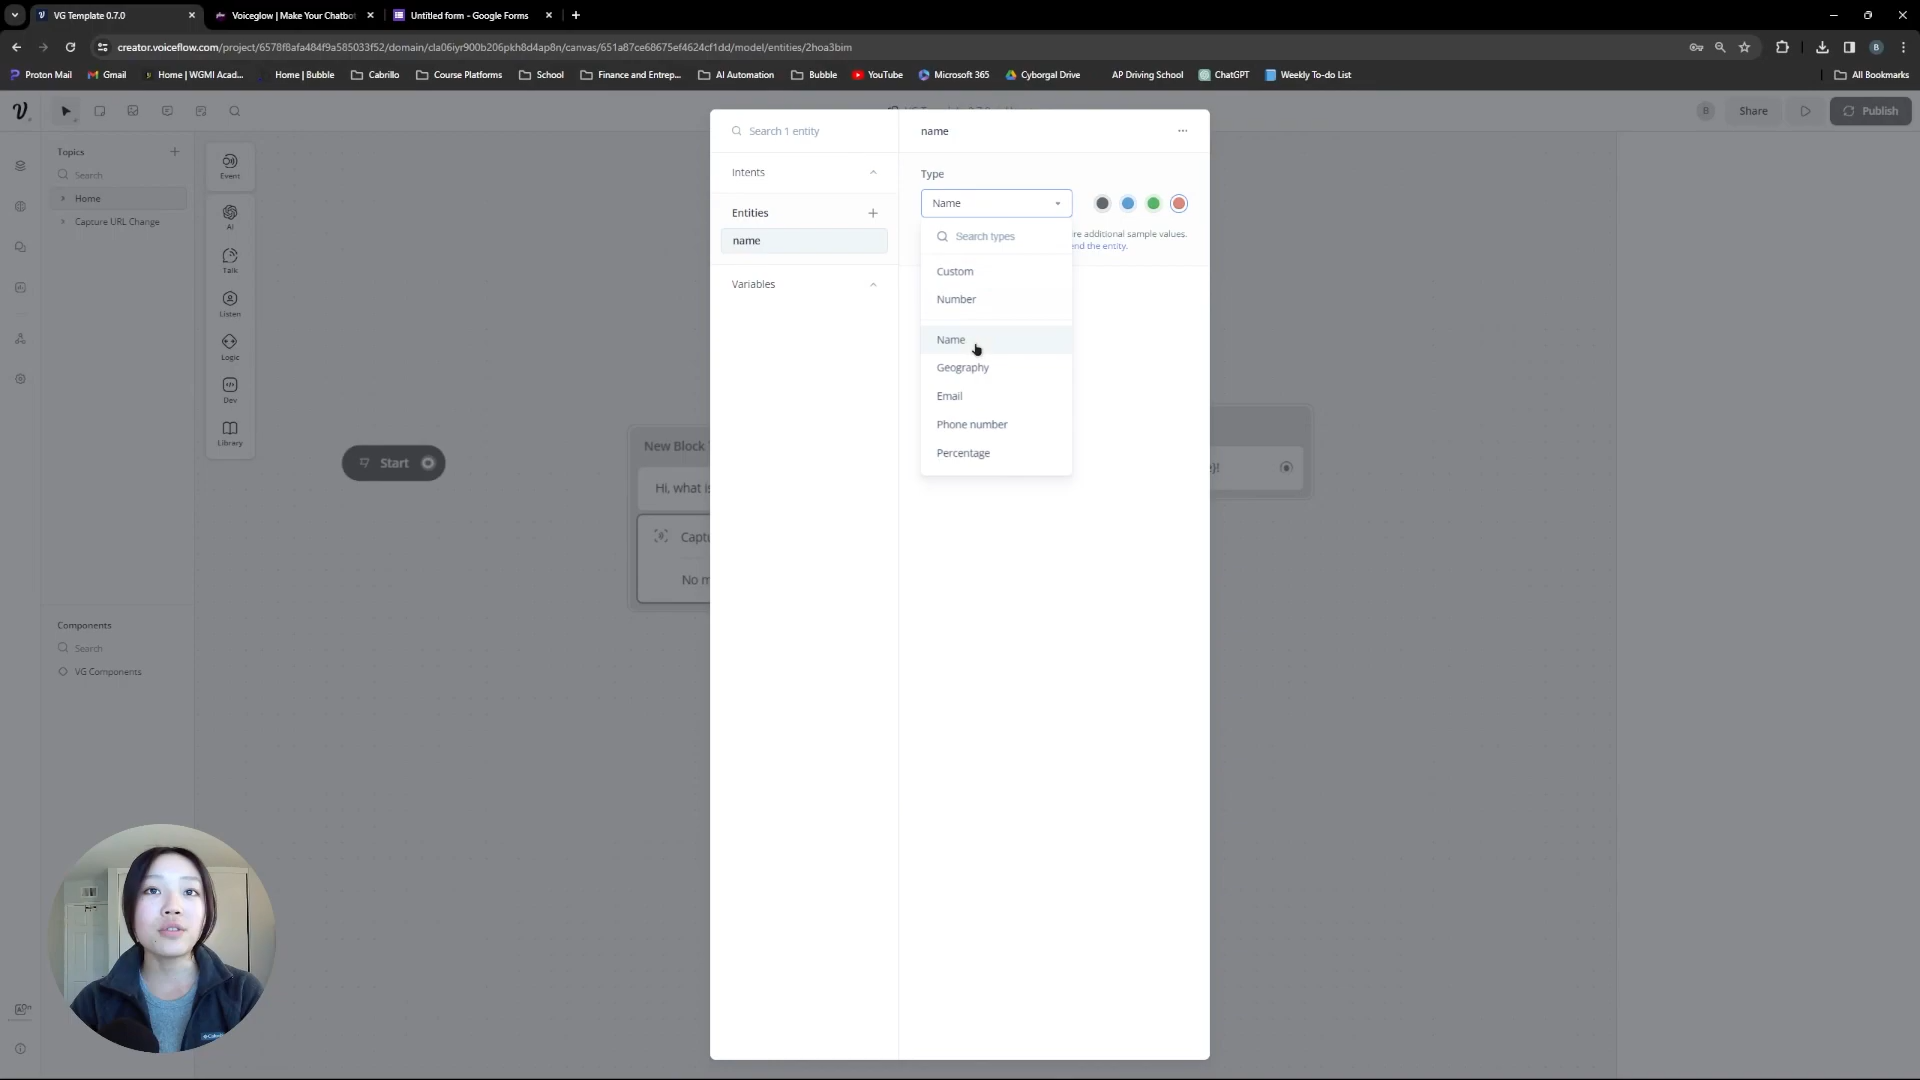 VG Template 0.7.0
Voiceglow | Make Your Chatbot
Untitled form - Google Forms
creator.voiceflow.com/project/6578f8afa484f9a585033f52/domain/cla06iyr900b206pkh8d4ap8n/canvas/651a87ce68675ef4624cf1dd/model/entities/2hoa3bim
Proton Mail
Gmail
Home | WGMI Acad...
Home | Bubble
Cabrillo
Course Platforms
School
Finance and Entrep...
AI Automation
Bubble
YouTube
Microsoft 365
Cyborgal Drive
AP Driving School
ChatGPT
Weekly To-do List
All Bookmarks
B
Share
Publish
Topics
Search
Home
Capture URL Change
Event
AI
Talk
Listen
Logic
Dev
Library
Start
New Block
Hi, what is
Captu
No m
Components
Search
VG Components
Search 1 entity
Intents
Entities
name
Variables
name
Type
Name
re additional sample values.
end the entity.
Search types
Custom
Number
Name
Geography
Email
Phone number
Percentage
}!